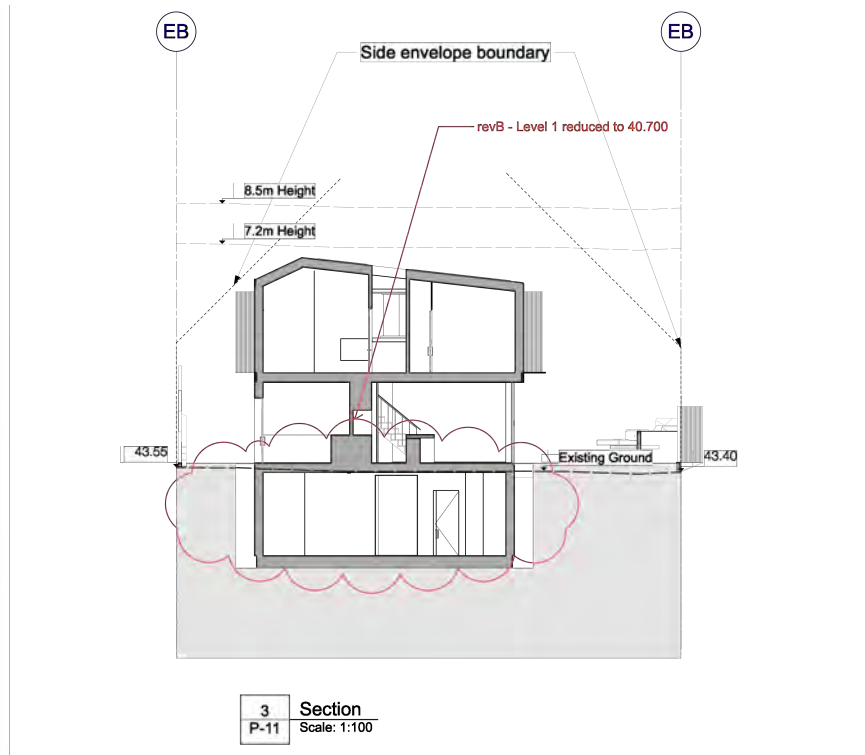 EB
EB
Side envelope boundary
revB - Level 1 reduced to 40.700
8.5m Height
7.2m Height
43.55
Existing Ground
43.40
3
Section
P-11
Scale: 1:100